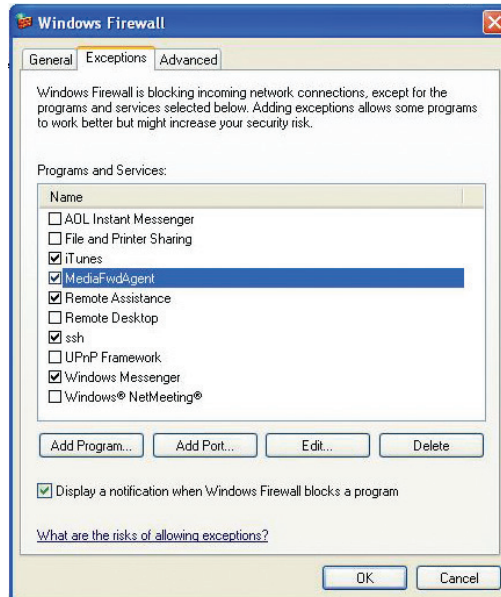 Windows Firewall
General Exceptions Advanced
Windows Firewall is blocking incoming network connections, except for the
programs and services selected below. Adding exceptions allows some programs
to work better but might increase your security risk.
Programs and Services:
Name
AOL Instant Messenger
File and Printer Sharing
iTunes
MediaFwdAgent
Remote Assistance
Remote Desktop
ssh
UPnP Framework
Windows Messenger
Windows® NetMeeting®
Add Program... Add Port... Edit... Delete
Display a notification when Windows Firewall blocks a program
What are the risks of allowing exceptions?
OK Cancel